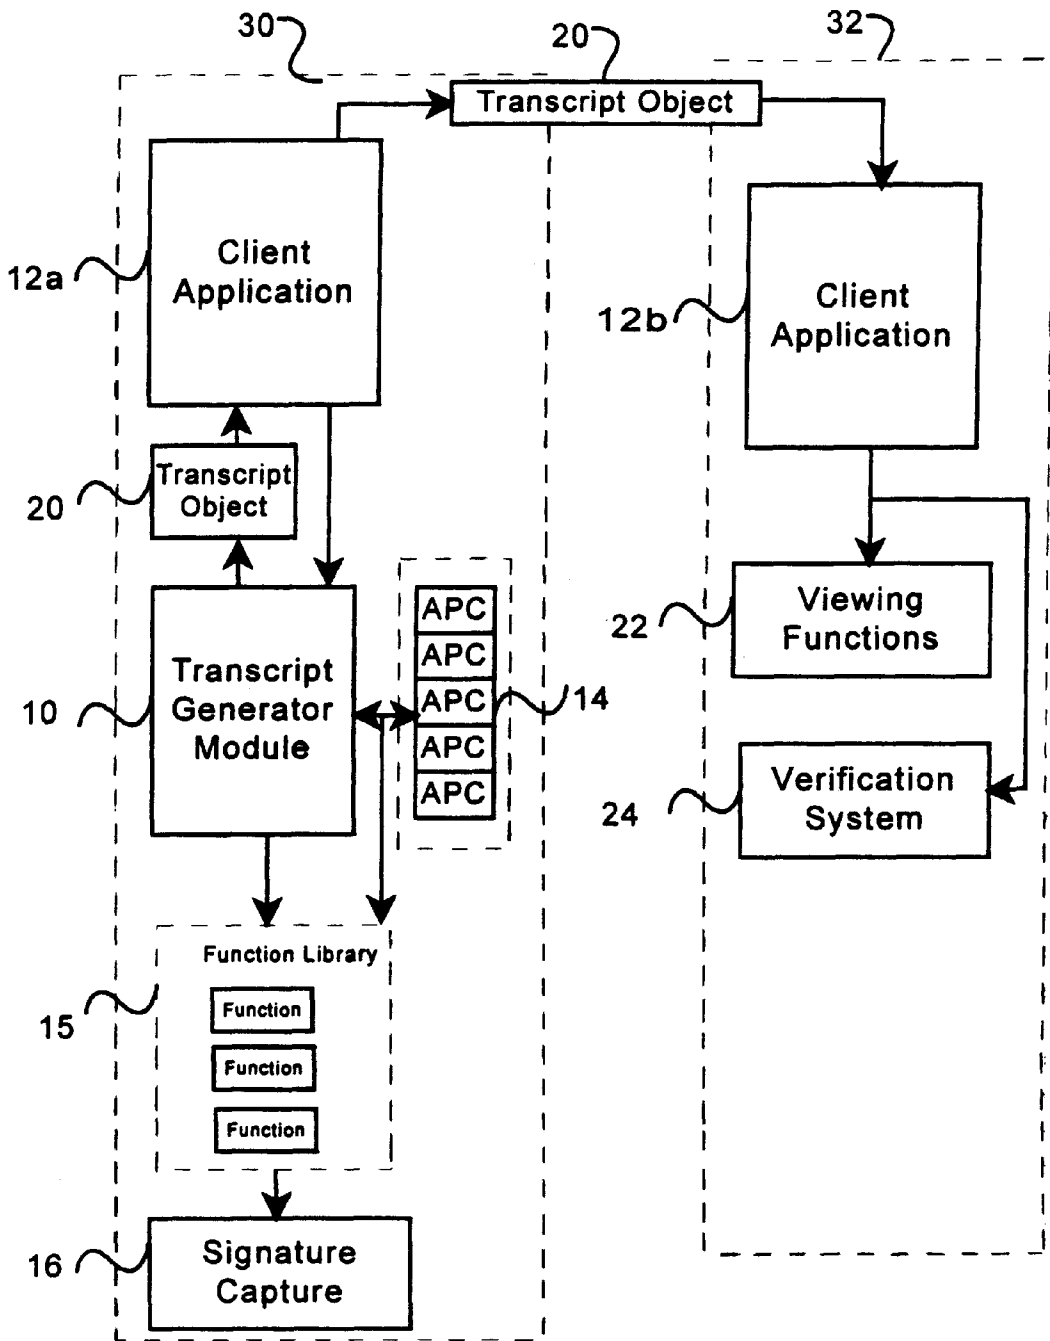 30
20
32
Transcript Object
12a
Client
Application
12b
Client
Application
20
Transcript
Object
10
Transcript
Generator
Module
APC
APC
APC
APC
APC
14
22
Viewing
Functions
24
Verification
System
15
Function Library
Function
Function
Function
16
Signature
Capture